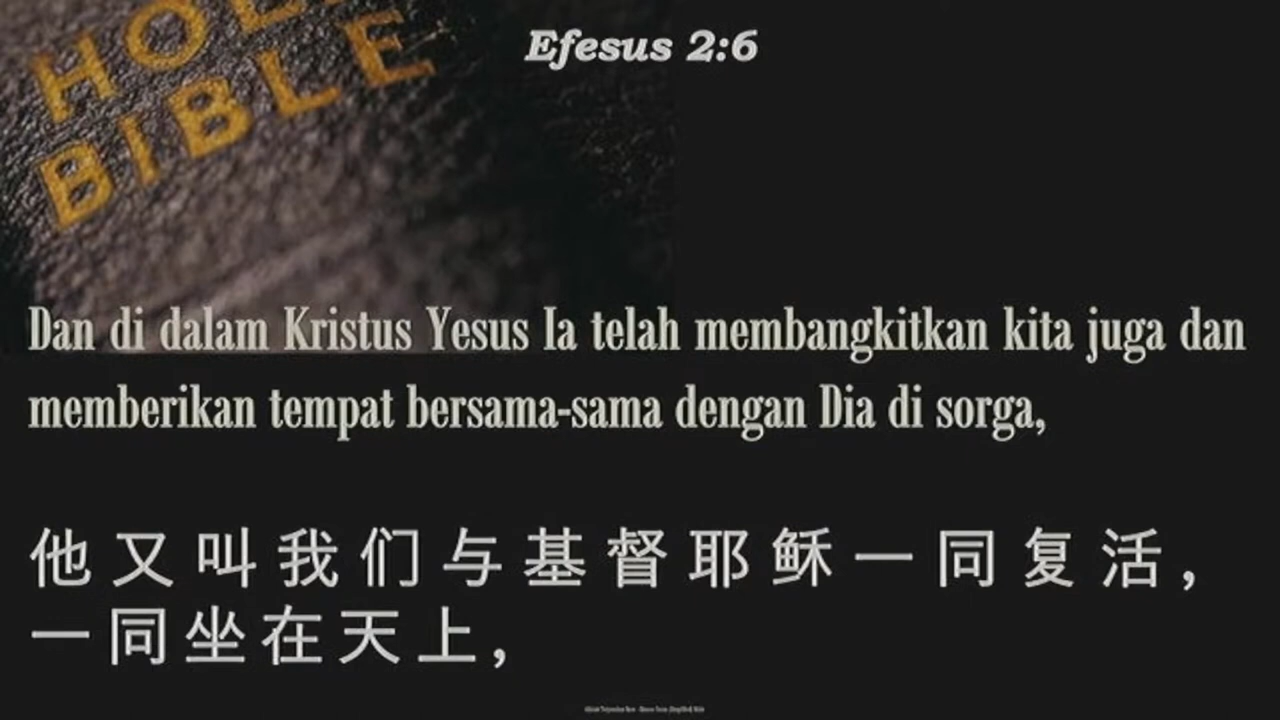 HOL
BIBLE
Efesus 2:6
Dan di dalam Kristus Yesus Ia telah membangkitkan kita juga dan
memberikan tempat bersama-sama dengan Dia di sorga,
他又叫我们与基督耶稣一同复活,
一同坐在天上,